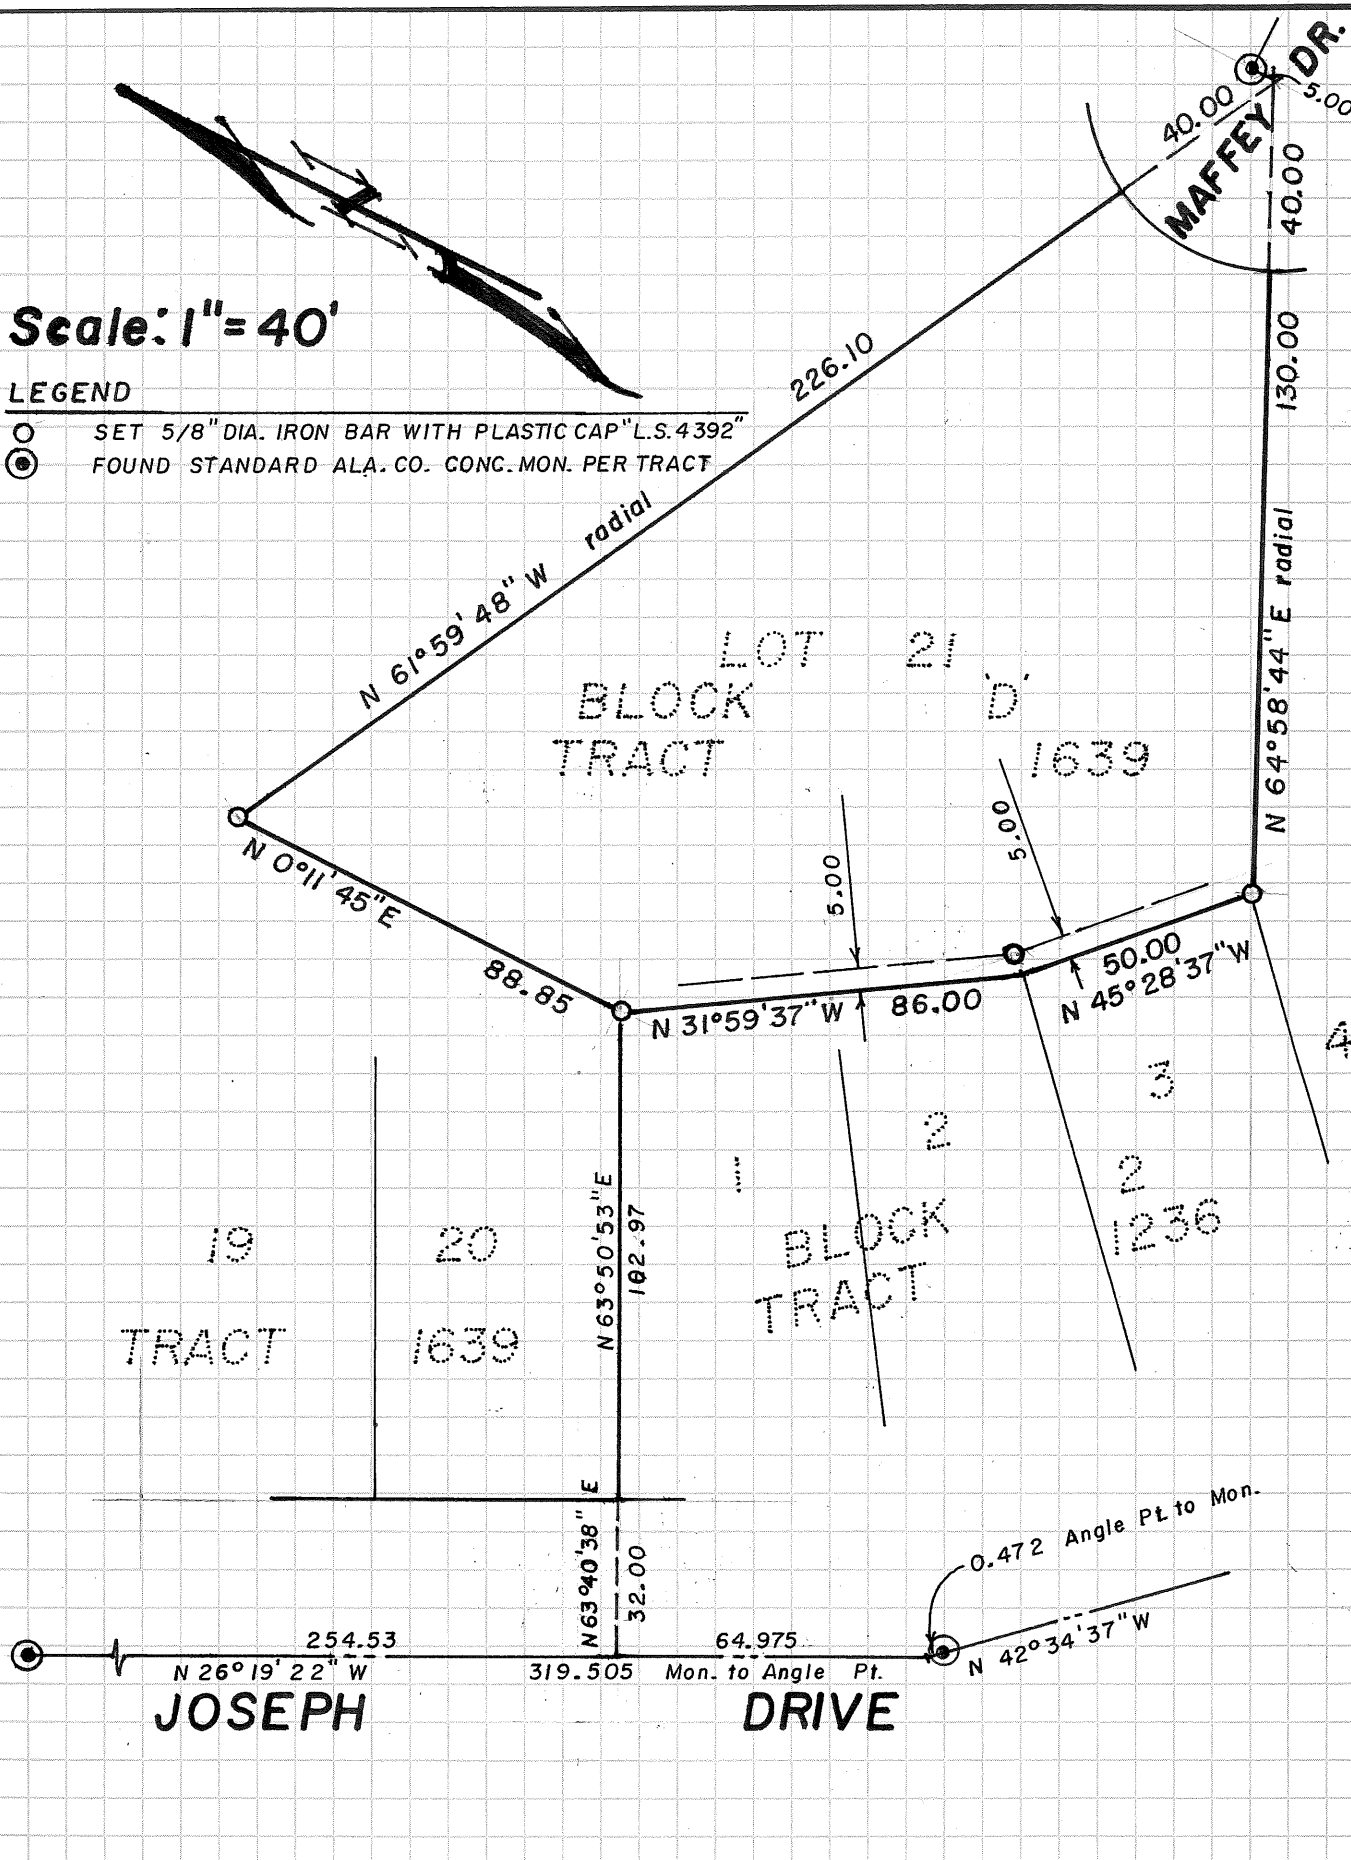 MAFFEY DR.
5.00
40.00
40.00
Scale: 1"=40'
LEGEND
SET 5/8" DIA. IRON BAR WITH PLASTIC CAP "L.S.4392"
FOUND STANDARD ALA. CO. CONC. MON. PER TRACT
226.10
130.00
N 61°59'48" W radial
N 64°58'44" E radial
LOT 21
BLOCK 'D'
TRACT 1639
N 0°11'45" E
88.85
5.00
5.00
N 31°59'37" W
86.00
50.00
N 45°28'37" W
4
3
1
2
2
BLOCK
1236
TRACT
19
20
TRACT
1639
N 63°50'53" E
102.97
N 63°40'38" E
32.00
0.472 Angle Pt. to Mon.
254.53
64.975
N 26°19'22" W
319.505 Mon. to Angle Pt.
N 42°34'37" W
JOSEPH DRIVE